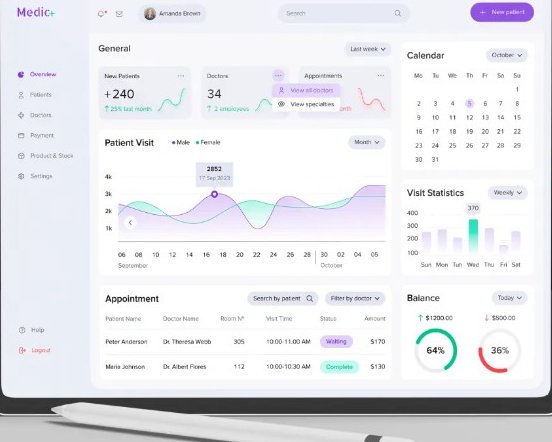 Medic+
Amanda Brown
Search
+ New patient
Overview
Patients
Doctors
Payment
Product & Stock
Settings
Help
Logout
General
Last week
New Patients
+240
↑ 25% last month
Doctors
34
↑ 2 employees
View all doctors
View specialties
Appointments
Patient Visit
Male
Female
Month
2852
17 Sep 2023
4k
3k
2k
1k
06 08 10 12 14 16 18 20 22 24 26 28 30 02 04 05
September
October
Appointment
Search by patient
Filter by doctor
Patient Name Doctor Name Room Nº Visit Time Status Amount
Peter Anderson Dr. Theresa Webb 305 10:00-11:00 AM Waiting $170
Maria Johnson Dr. Albert Flores 112 10:00-10:30 AM Complete $130
Calendar
October
Mo Tu We Th Fr Sa Su
1
2 3 4 5 6 7 8
9 10 11 12 13 14 15
16 17 18 19 20 21 22
23 24 25 26 27 28 29
30 31
Visit Statistics
Weekly
370
400
300
200
100
Sun Mon Tun Wed Thu Fri Sat
Balance
Today
↑ $1200.00
↓ $500.00
64%
36%